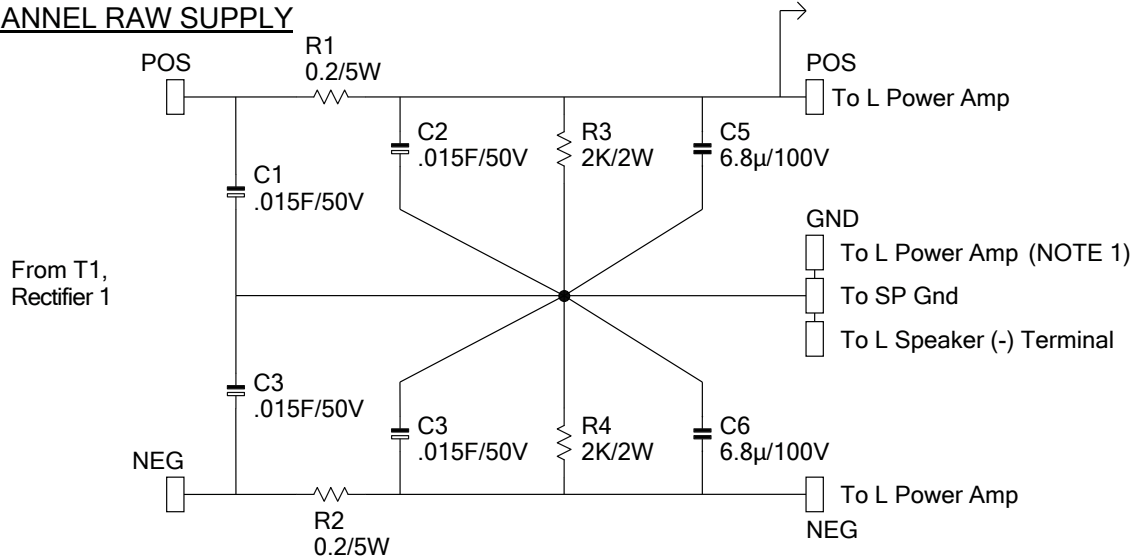 ANNEL RAW SUPPLY
POS
R1
0.2/5W
POS
To L Power Amp
C2
.015F/50V
R3
2K/2W
C5
6.8µ/100V
C1
.015F/50V
GND
To L Power Amp (NOTE 1)
From T1,
Rectifier 1
To SP Gnd
To L Speaker (-) Terminal
C3
.015F/50V
C3
.015F/50V
R4
2K/2W
C6
6.8µ/100V
NEG
To L Power Amp
R2
0.2/5W
NEG